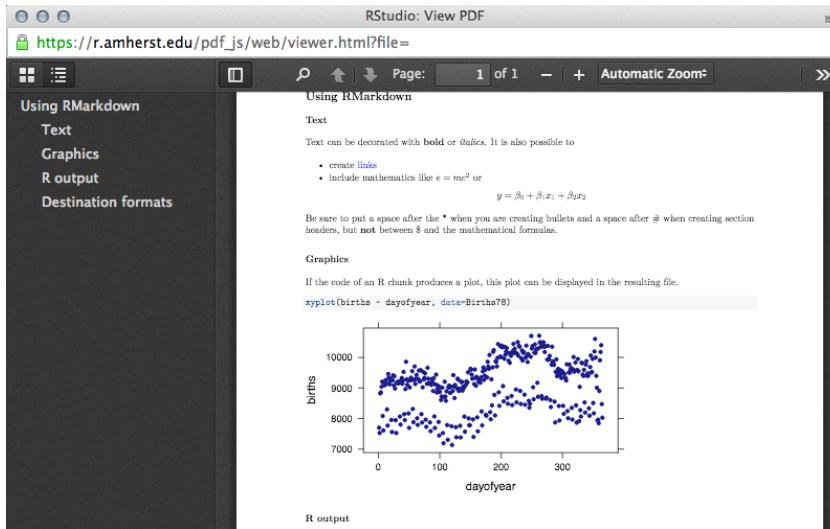 RStudio: View PDF
https://r.amherst.edu/pdf_js/web/viewer.html?file=
Page: 1 of 1 − + Automatic Zoom
Using RMarkdown
Text
Graphics
R output
Destination formats
Using RMarkdown
Text
Text can be decorated with bold or italics. It is also possible to
• create links
• include mathematics like e = mc² or
y = β₀ + β₁x₁ + β₂x₂
Be sure to put a space after the * when you are creating bullets and a space after # when creating section
headers, but not between $ and the mathematical formulas.
Graphics
If the code of an R chunk produces a plot, this plot can be displayed in the resulting file.
xyplot(births ~ dayofyear, data=Births78)
births
10000
9000
8000
7000
0 100 200 300
dayofyear
R output